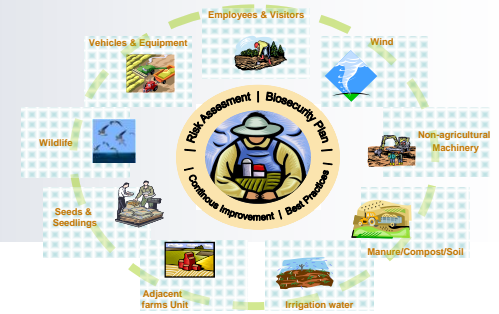 Employees & Visitors
Vehicles & Equipment
Wind
Wildlife
| Risk Assesment | Biosecurity Plan |
| Continous Improvement | Best Practices |
Non-agricultural
Machinery
Seeds &
Seedlings
Manure/Compost/Soil
Adjacent
farms Unit
Irrigation water